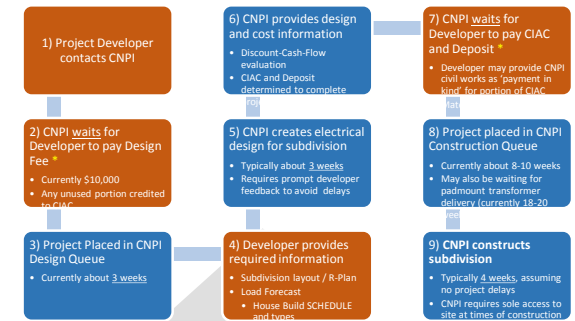 1) Project Developer
contacts CNPI
2) CNPI waits for
Developer to pay Design
Fee *
• Currently $10,000
• Any unused portion credited
to CIAC
3) Project Placed in CNPI
Design Queue
• Currently about 3 weeks
4) Developer provides
required information
• Subdivision layout / R-Plan
• Load Forecast
• House Build SCHEDULE
and types
5) CNPI creates electrical
design for subdivision
• Typically about 3 weeks
• Requires prompt developer
feedback to avoid delays
6) CNPI provides design
and cost information
• Discount-Cash-Flow
evaluation
• CIAC and Deposit
determined to complete
7) CNPI waits for
Developer to pay CIAC
and Deposit *
• Developer may provide CNPI
civil works as 'payment in
kind' for portion of CIAC
8) Project placed in CNPI
Construction Queue
• Currently about 8-10 weeks
• May also be waiting for
padmount transformer
delivery (currently 18-20
9) CNPI constructs
subdivision
• Typically 4 weeks, assuming
no project delays
• CNPI requires sole access to
site at times of construction